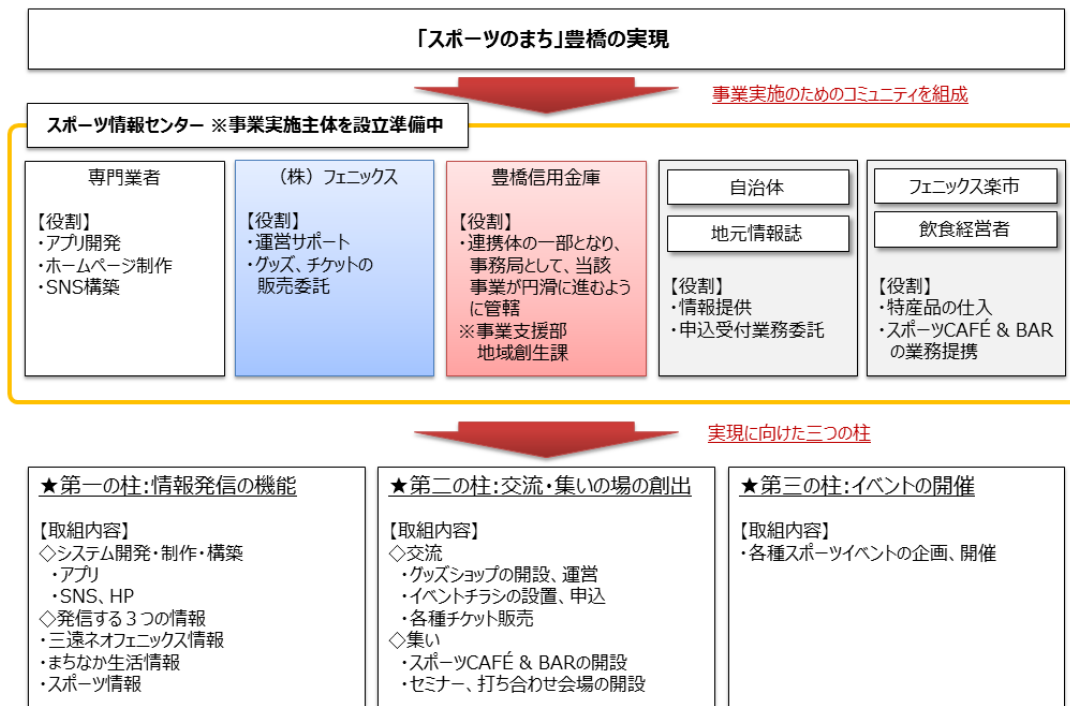 「スポーツのまち」豊橋の実現
事業実施のためのコミュニティを組成
スポーツ情報センター ※事業実施主体を設立準備中
専門業者
【役割】
・アプリ開発
・ホームページ制作
・SNS構築
（株）フェニックス
【役割】
・運営サポート
・グッズ、チケットの
販売委託
豊橋信用金庫
【役割】
・連携体の一部となり、
事務局として、当該
事業が円滑に進むよう
に管轄
※事業支援部
地域創生課
自治体
地元情報誌
【役割】
・情報提供
・申込受付業務委託
フェニックス楽市
飲食経営者
【役割】
・特産品の仕入
・スポーツCAFÉ & BAR
の業務提携
実現に向けた三つの柱
★第一の柱：情報発信の機能
【取組内容】
◇システム開発・制作・構築
・アプリ
・SNS、HP
◇発信する３つの情報
・三遠ネオフェニックス情報
・まちなか生活情報
・スポーツ情報
★第二の柱：交流・集いの場の創出
【取組内容】
◇交流
・グッズショップの開設、運営
・イベントチラシの設置、申込
・各種チケット販売
◇集い
・スポーツCAFÉ & BARの開設
・セミナー、打ち合わせ会場の開設
★第三の柱：イベントの開催
【取組内容】
・各種スポーツイベントの企画、開催